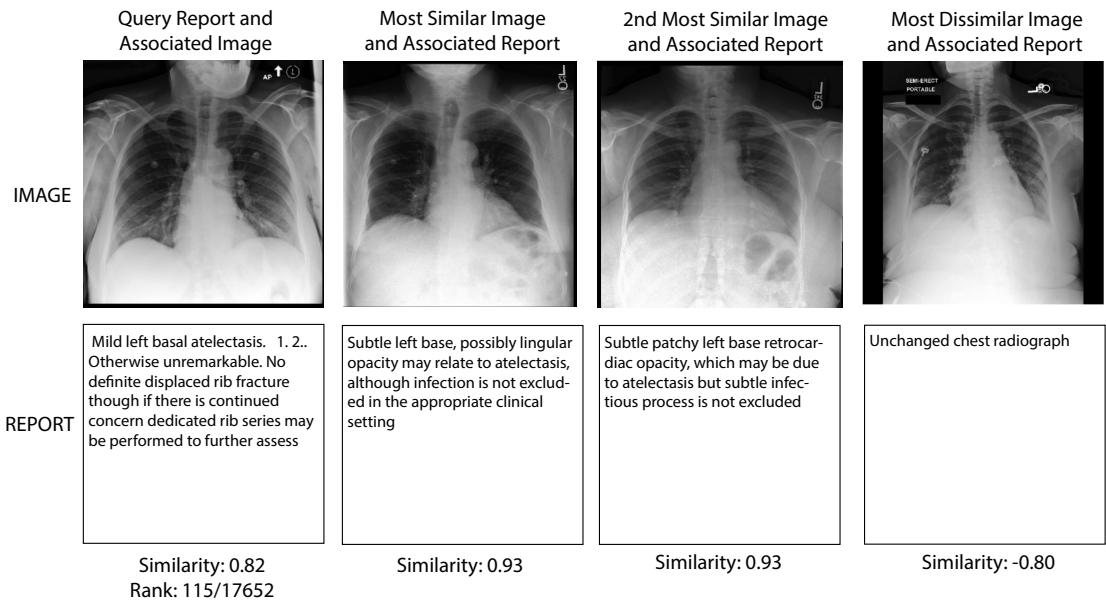 Query Report and
Associated Image
Most Similar Image
and Associated Report
2nd Most Similar Image
and Associated Report
Most Dissimilar Image
and Associated Report
IMAGE
AP
L
SEMI-ERECT
PORTABLE
REPORT
Mild left basal atelectasis. 1. 2..
Otherwise unremarkable. No
definite displaced rib fracture
though if there is continued
concern dedicated rib series may
be performed to further assess
Subtle left base, possibly lingular
opacity may relate to atelectasis,
although infection is not exclud-
ed in the appropriate clinical
setting
Subtle patchy left base retrocar-
diac opacity, which may be due
to atelectasis but subtle infec-
tious process is not excluded
Unchanged chest radiograph
Similarity: 0.82
Rank: 115/17652
Similarity: 0.93
Similarity: 0.93
Similarity: -0.80